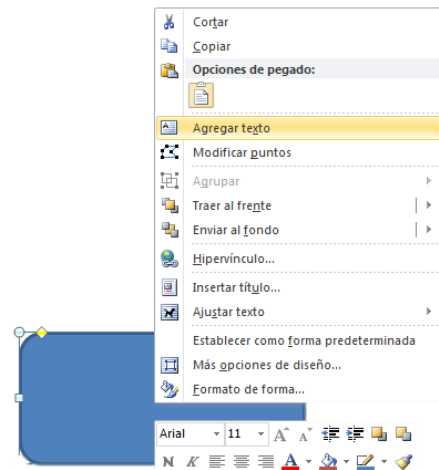 Cortar
Copiar
Opciones de pegado:
Agregar texto
Modificar puntos
Agrupar
Traer al frente
Enviar al fondo
Hipervínculo...
Insertar título...
Ajustar texto
Establecer como forma predeterminada
Más opciones de diseño...
Formato de forma...
Arial 11 A A
N K A